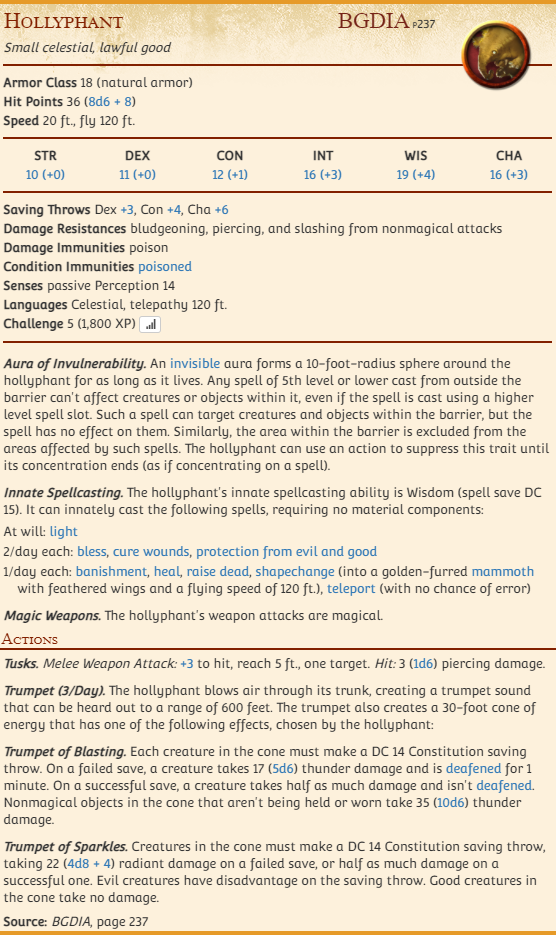 Hollyphant BGDIA P237
Small celestial, lawful good
Armor Class 18 (natural armor)
Hit Points 36 (8d6 + 8)
Speed 20 ft., fly 120 ft.
STR DEX CON INT WIS CHA
10 (+0) 11 (+0) 12 (+1) 16 (+3) 19 (+4) 16 (+3)
Saving Throws Dex +3, Con +4, Cha +6
Damage Resistances bludgeoning, piercing, and slashing from nonmagical attacks
Damage Immunities poison
Condition Immunities poisoned
Senses passive Perception 14
Languages Celestial, telepathy 120 ft.
Challenge 5 (1,800 XP)
Aura of Invulnerability. An invisible aura forms a 10-foot-radius sphere around the
hollyphant for as long as it lives. Any spell of 5th level or lower cast from outside the
barrier can't affect creatures or objects within it, even if the spell is cast using a higher
level spell slot. Such a spell can target creatures and objects within the barrier, but the
spell has no effect on them. Similarly, the area within the barrier is excluded from the
areas affected by such spells. The hollyphant can use an action to suppress this trait until
its concentration ends (as if concentrating on a spell).
Innate Spellcasting. The hollyphant's innate spellcasting ability is Wisdom (spell save DC
15). It can innately cast the following spells, requiring no material components:
At will: light
2/day each: bless, cure wounds, protection from evil and good
1/day each: banishment, heal, raise dead, shapechange (into a golden-furred mammoth
with feathered wings and a flying speed of 120 ft.), teleport (with no chance of error)
Magic Weapons. The hollyphant's weapon attacks are magical.
Actions
Tusks. Melee Weapon Attack: +3 to hit, reach 5 ft., one target. Hit: 3 (1d6) piercing damage.
Trumpet (3/Day). The hollyphant blows air through its trunk, creating a trumpet sound
that can be heard out to a range of 600 feet. The trumpet also creates a 30-foot cone of
energy that has one of the following effects, chosen by the hollyphant:
Trumpet of Blasting. Each creature in the cone must make a DC 14 Constitution saving
throw. On a failed save, a creature takes 17 (5d6) thunder damage and is deafened for 1
minute. On a successful save, a creature takes half as much damage and isn't deafened.
Nonmagical objects in the cone that aren't being held or worn take 35 (10d6) thunder
damage.
Trumpet of Sparkles. Creatures in the cone must make a DC 14 Constitution saving throw,
taking 22 (4d8 + 4) radiant damage on a failed save, or half as much damage on a
successful one. Evil creatures have disadvantage on the saving throw. Good creatures in
the cone take no damage.
Source: BGDIA, page 237